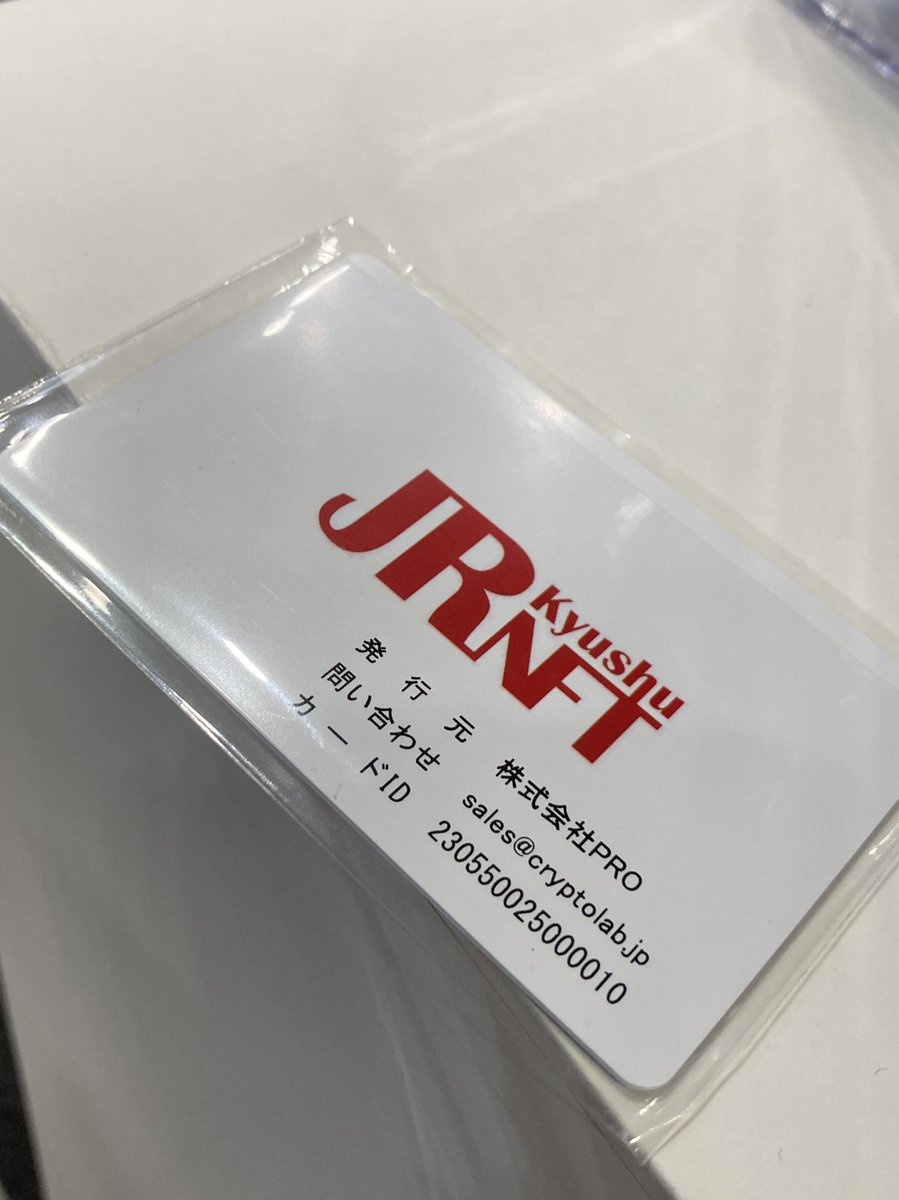 JR Kyushu
NFT
発行元 株式会社PRO
問い合わせ sales@cryptolab.jp
カードID 23055002500010